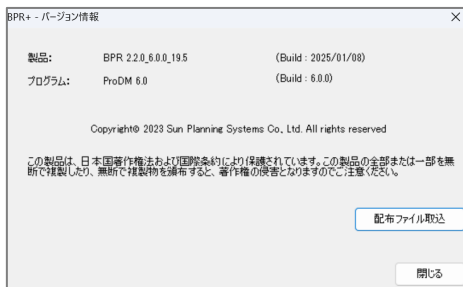 BPR+ - バージョン情報
製品: BPR 2.2.0_6.0.0_19.5 (Build : 2025/01/08)
プログラム: ProDM 6.0 (Build : 6.0.0)
Copyright© 2023 Sun Planning Systems Co., Ltd. All rights reserved
この製品は、日本国著作権法および国際条約により保護されています。この製品の全部または一部を無
断で複製したり、無断で複製物を頒布すると、著作権の侵害となりますのでご注意ください。
配布ファイル取込
閉じる